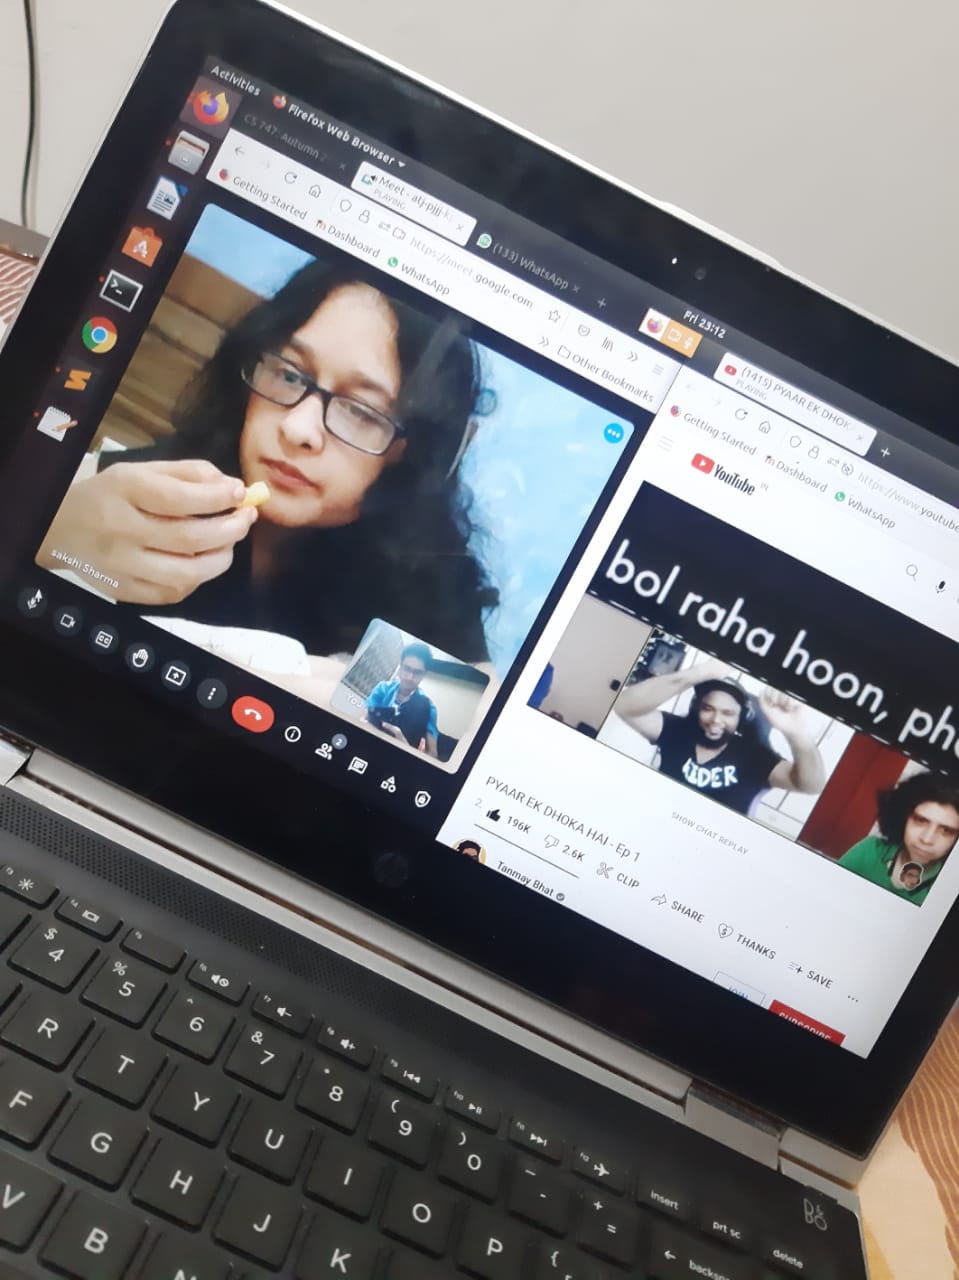 Activities
Firefox Web Browser
Fri 23:12
CS 747- Autumn 2
Meet - atj-pjjj-k
PLAYING
(133) WhatsApp
https://meet.google.com
Getting Started
Dashboard
WhatsApp
Other Bookmarks
sakshi Sharma
You
2
(1415) PYAAR EK DHOK
PLAYING
https://www.youtube
Getting Started
Dashboard
WhatsApp
YouTube IN
bol raha hoon, ph
RIDER
SHOW CHAT REPLAY
PYAAR EK DHOKA HAI - Ep 1
196K
2.6K
CLIP
SHARE
THANKS
SAVE
Tanmay Bhat
JOIN
SUBSCRIBE
$ 4
% 5
^ 6
& 7
* 8
( 9
) 0
_ -
+ =
insert
prt sc
delete
R
T
Y
U
I
O
P
{ [
backsp
F
G
H
J
K
V
B
N
B&O